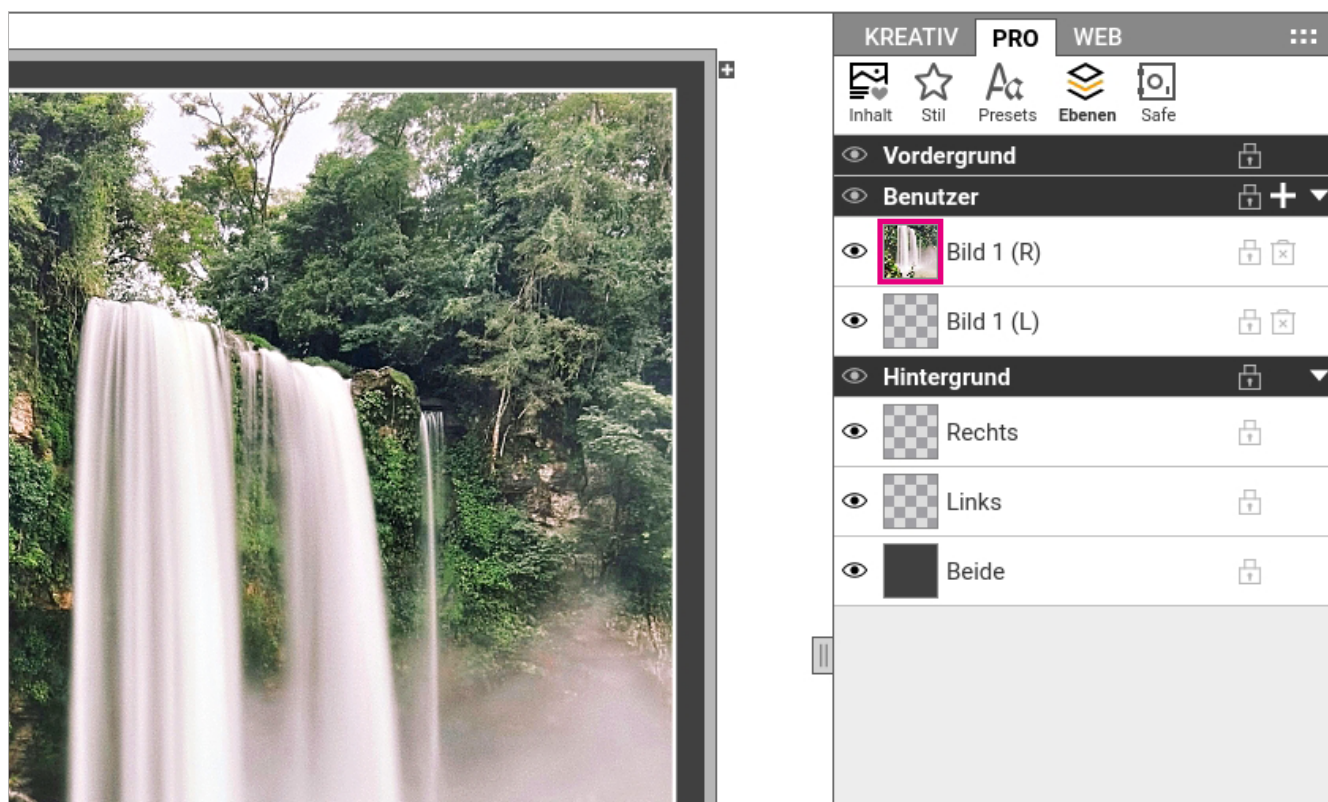 KREATIV PRO WEB
Inhalt Stil Presets Ebenen Safe
Vordergrund
Benutzer
Bild 1 (R)
Bild 1 (L)
Hintergrund
Rechts
Links
Beide